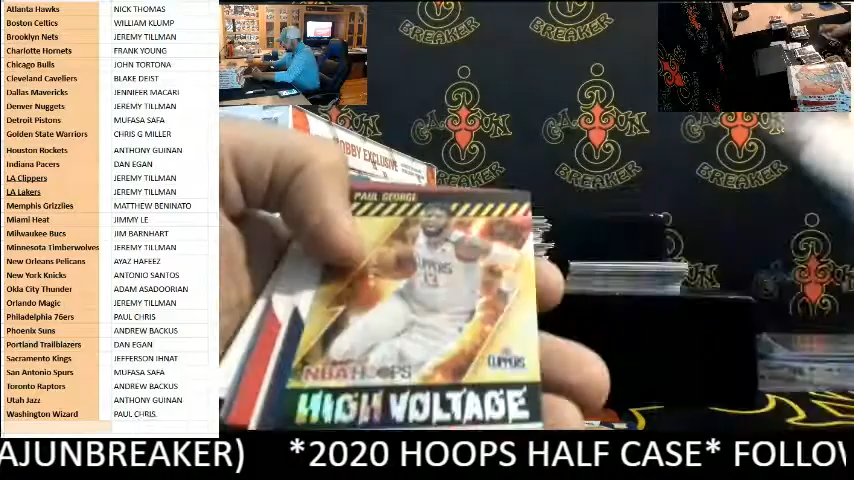 Atlanta Hawks NICK THOMAS
Boston Celtics WILLIAM KLUMP
Brooklyn Nets JEREMY TILLMAN
Charlotte Hornets FRANK YOUNG
Chicago Bulls JOHN TORTONA
Cleveland Caveliers BLAKE DEIST
Dallas Mavericks JENNIFER MACARI
Denver Nuggets JEREMY TILLMAN
Detroit Pistons MUFASA SAFA
Golden State Warriors CHRIS G MILLER
Houston Rockets ANTHONY GUINAN
Indiana Pacers DAN EGAN
LA Clippers JEREMY TILLMAN
LA Lakers JEREMY TILLMAN
Memphis Grizzlies MATTHEW BENINATO
Miami Heat JIMMY LE
Milwaukee Bucs JIM BARNHART
Minnesota Timberwolves JEREMY TILLMAN
New Orleans Pelicans AYAZ HAFEEZ
New York Knicks ANTONIO SANTOS
Okla City Thunder ADAM ASADOORIAN
Orlando Magic JEREMY TILLMAN
Philadelphia 76ers PAUL CHRIS
Phoenix Suns ANDREW BACKUS
Portland Trailblazers DAN EGAN
Sacramento Kings JEFFERSON IHNAT
San Antonio Spurs MUFASA SAFA
Toronto Raptors ANDREW BACKUS
Utah Jazz ANTHONY GUINAN
Washington Wizard PAUL CHRIS
BREAKER
BREAKER
BREAKER
CAJUN
BREAKER
CAJUN
BREAKER
HOBBY EXCLUSIVE
PAUL GEORGE
CLIPPERS
13
NBA HOOPS
CLIPPERS
HIGH VOLTAGE
AJUNBREAKER) *2020 HOOPS HALF CASE* FOLLOW